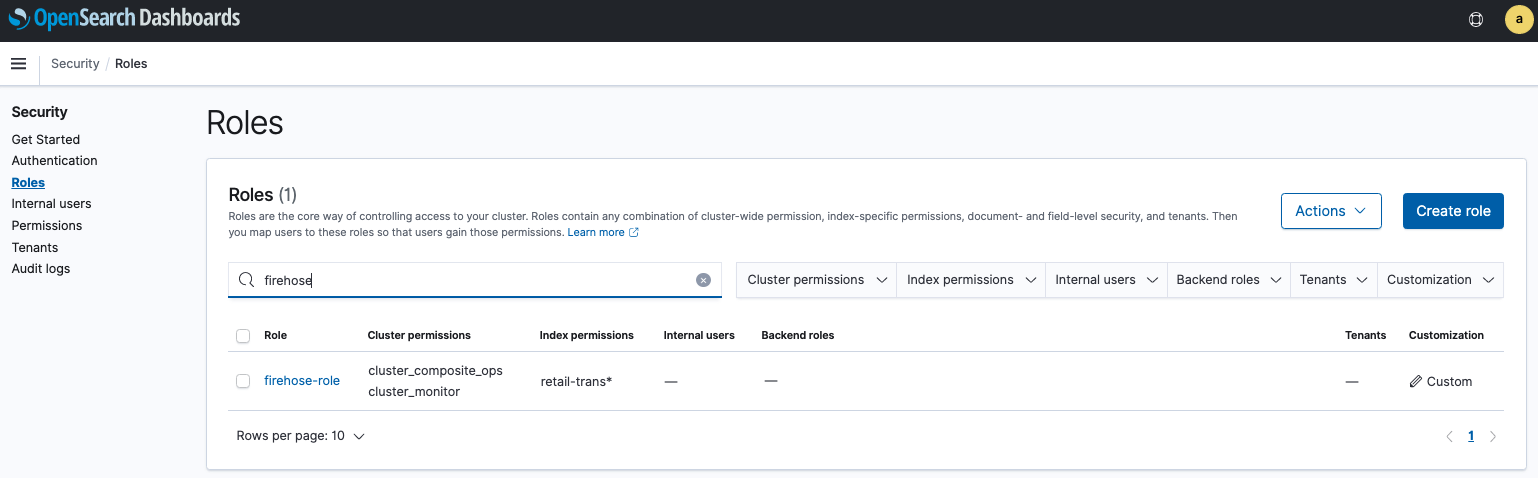 OpenSearch Dashboards
a
Security / Roles
Security
Get Started
Authentication
Roles
Internal users
Permissions
Tenants
Audit logs
Roles
Roles (1)
Roles are the core way of controlling access to your cluster. Roles contain any combination of cluster-wide permission, index-specific permissions, document- and field-level security, and tenants. Then
you map users to these roles so that users gain those permissions. Learn more
Actions
Create role
firehose
Cluster permissions
Index permissions
Internal users
Backend roles
Tenants
Customization
Role Cluster permissions Index permissions Internal users Backend roles Tenants Customization
firehose-role cluster_composite_ops retail-trans* — — — Custom
cluster_monitor
Rows per page: 10
1